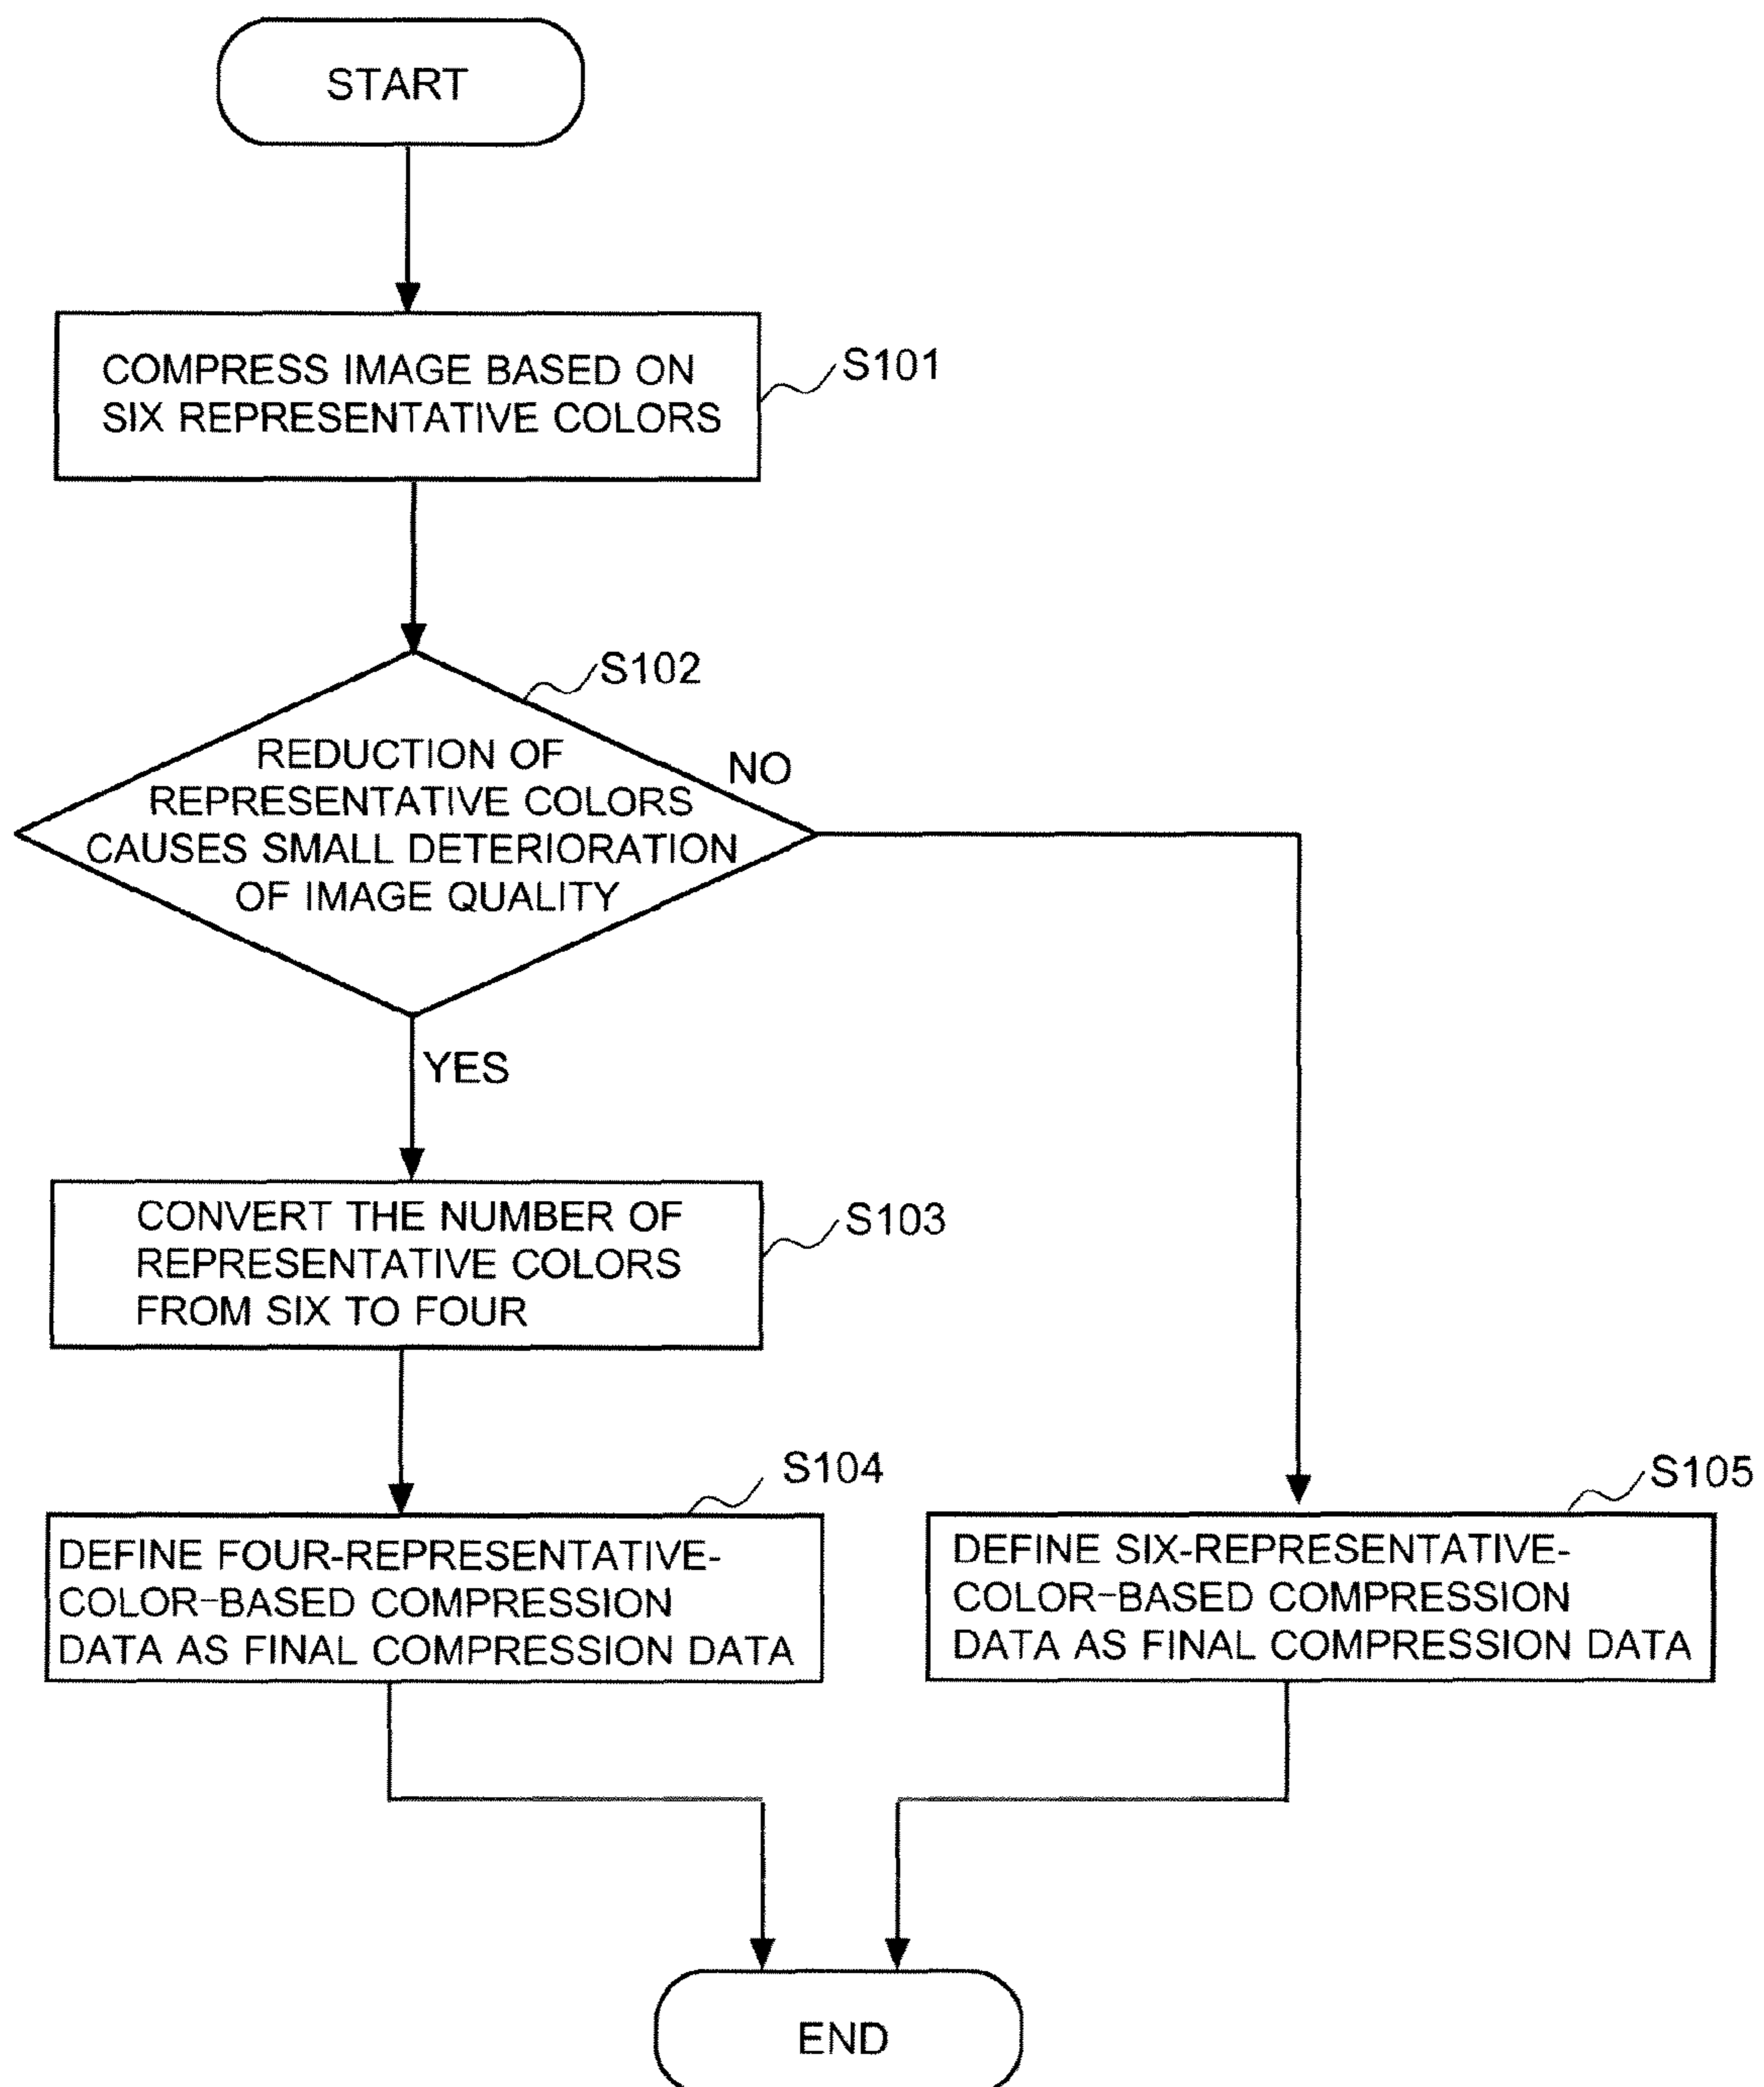 START
COMPRESS IMAGE BASED ON
SIX REPRESENTATIVE COLORS
S101
S102
REDUCTION OF
REPRESENTATIVE COLORS
CAUSES SMALL DETERIORATION
OF IMAGE QUALITY
NO
YES
CONVERT THE NUMBER OF
REPRESENTATIVE COLORS
FROM SIX TO FOUR
S103
S104
DEFINE FOUR-REPRESENTATIVE-
COLOR-BASED COMPRESSION
DATA AS FINAL COMPRESSION DATA
S105
DEFINE SIX-REPRESENTATIVE-
COLOR-BASED COMPRESSION
DATA AS FINAL COMPRESSION DATA
END